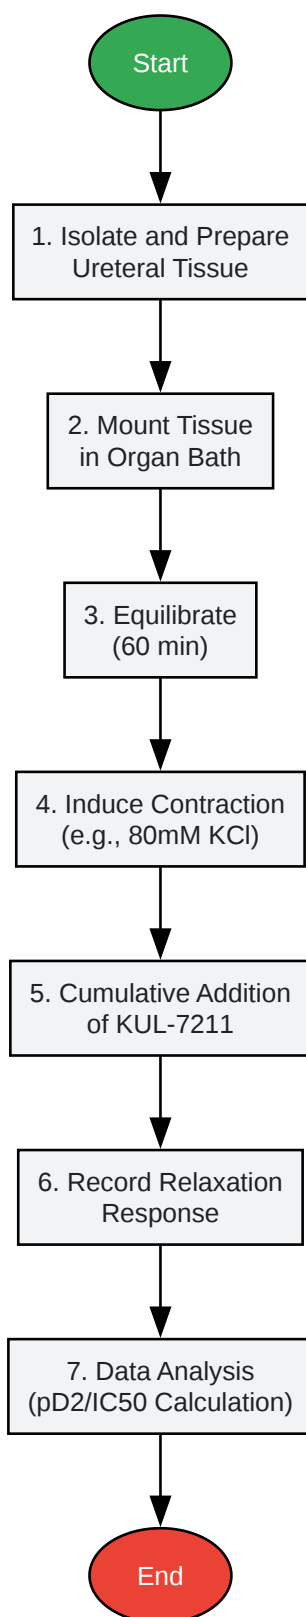 Start
1. Isolate and Prepare
Ureteral Tissue
2. Mount Tissue
in Organ Bath
3. Equilibrate
(60 min)
4. Induce Contraction
(e.g., 80mM KCl)
5. Cumulative Addition
of KUL-7211
6. Record Relaxation
Response
7. Data Analysis
(pD2/IC50 Calculation)
End